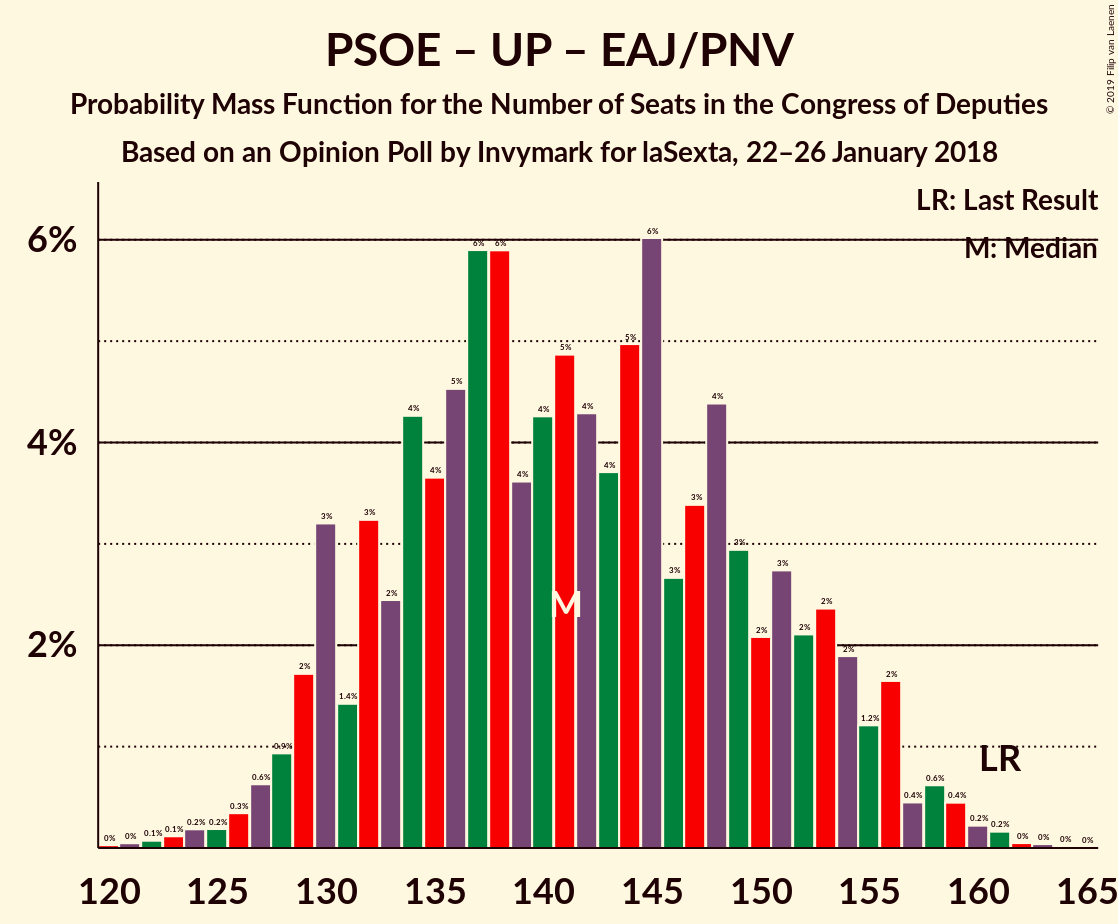 PSOE – UP – EAJ/PNV
Probability Mass Function for the Number of Seats in the Congress of Deputies
Based on an Opinion Poll by Invymark for laSexta, 22–26 January 2018
© 2019 Filip van Laenen
LR: Last Result
M: Median
6%
4%
2%
0% 0% 0.1% 0.1% 0.2% 0.2% 0.3% 0.6% 0.9% 2% 3% 1.4% 3% 2% 4% 4% 5% 6% 6% 4% 4% 5% 4% 4% 5% 6% 3% 3% 4% 3% 2% 3% 2% 2% 2% 1.2% 2% 0.4% 0.6% 0.4% 0.2% 0.2% 0% 0% 0% 0%
M
LR
120 125 130 135 140 145 150 155 160 165